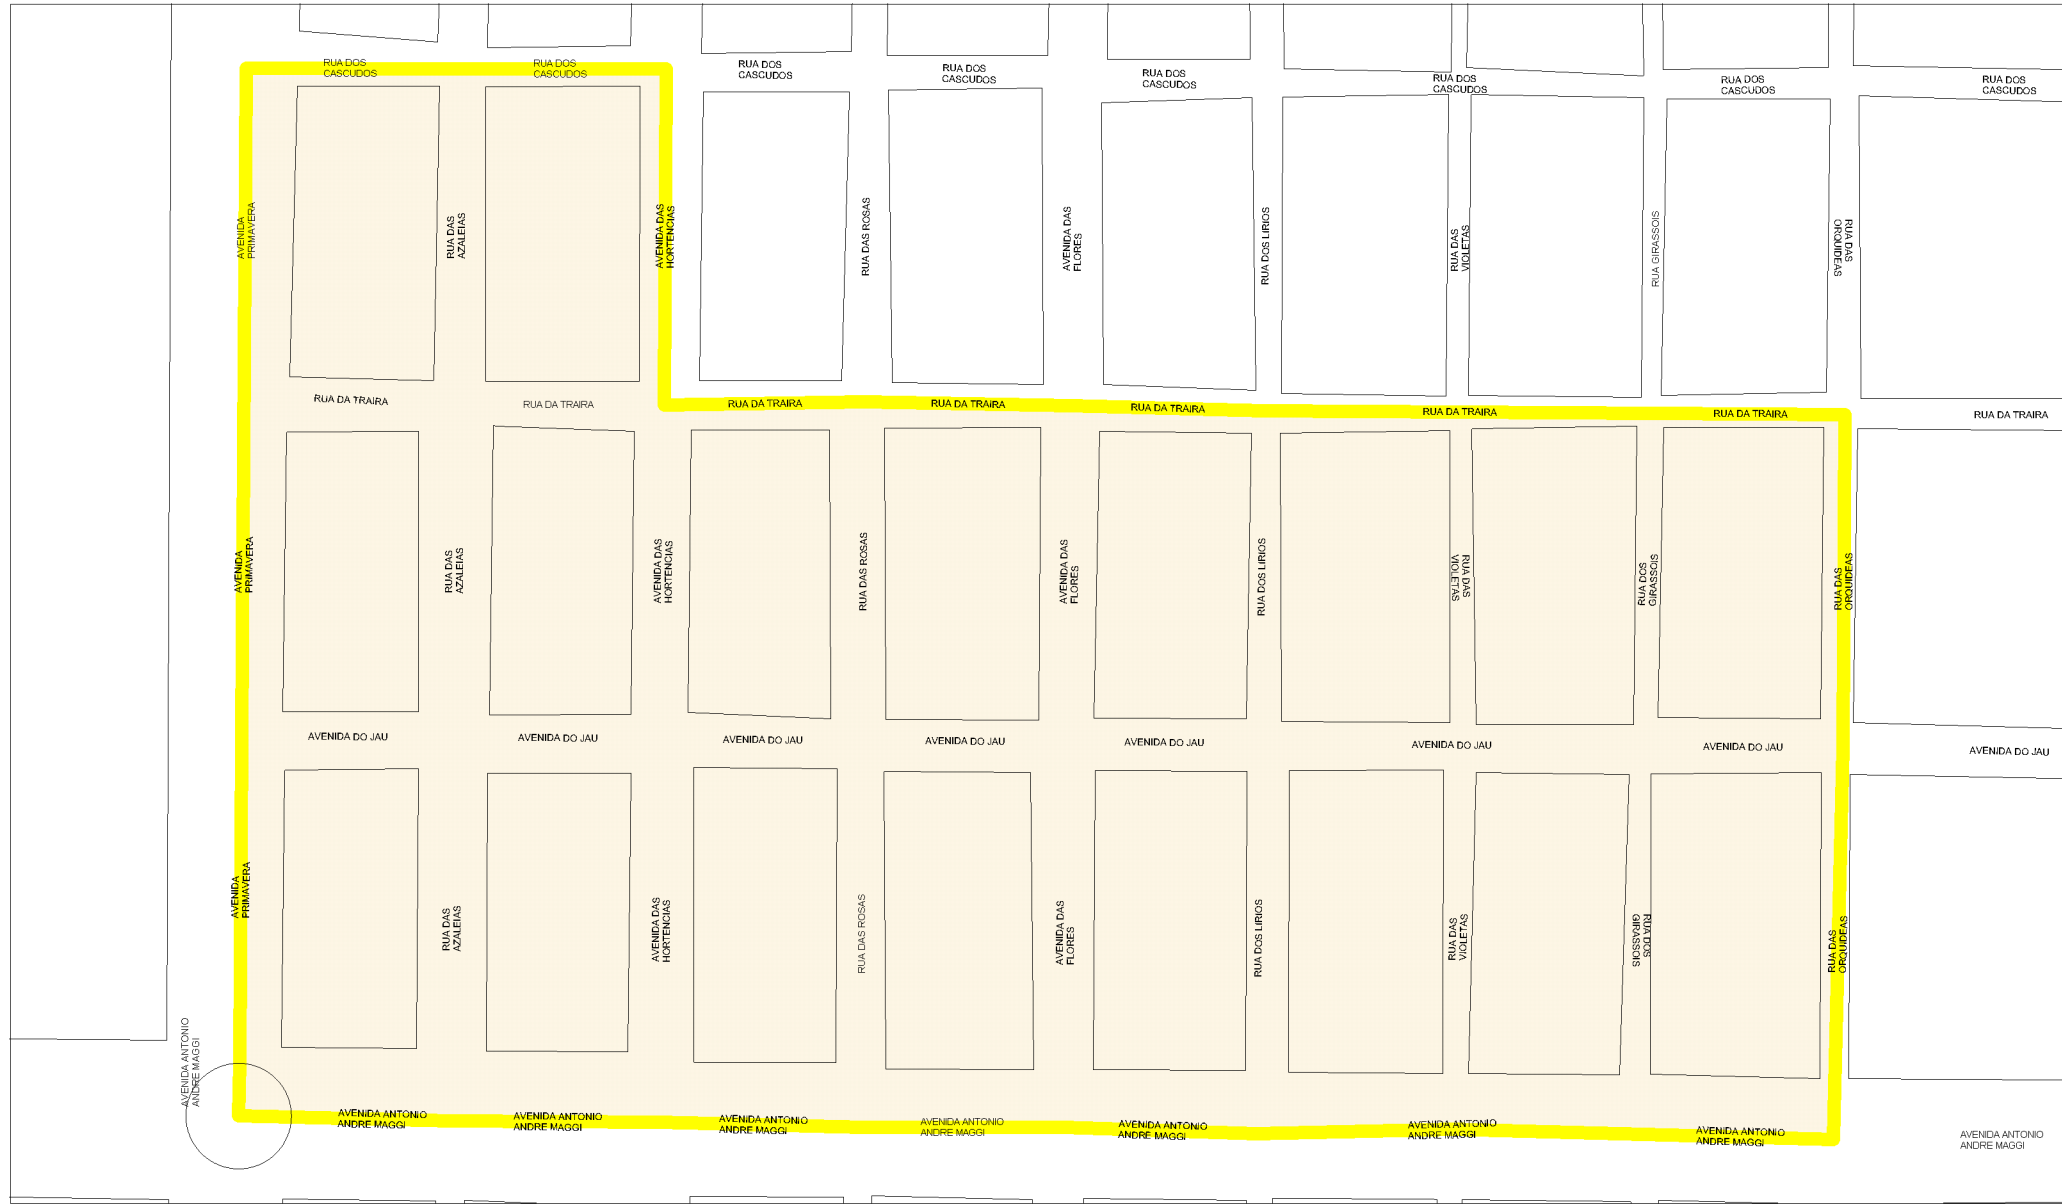 RUA DOS
CASCUDOS
RUA DOS
CASCUDOS
RUA DOS
CASCUDOS
RUA DOS
CASCUDOS
RUA DOS
CASCUDOS
RUA DOS
CASCUDOS
RUA DOS
CASCUDOS
RUA DOS
CASCUDOS
AVENIDA
PRIMAVERA
RUA DAS
AZALEIAS
AVENIDA DAS
HORTENCIAS
RUA DAS ROSAS
AVENIDA DAS
FLORES
RUA DOS LIRIOS
RUA DAS
VIOLETAS
RUA GIRASSOIS
RUA DAS
ORQUIDEAS
RUA DA TRAIRA
RUA DA TRAIRA
RUA DA TRAIRA
RUA DA TRAIRA
RUA DA TRAIRA
RUA DA TRAIRA
RUA DA TRAIRA
RUA DA TRAIRA
AVENIDA
PRIMAVERA
RUA DAS
AZALEIAS
AVENIDA DAS
HORTENCIAS
RUA DAS ROSAS
AVENIDA DAS
FLORES
RUA DOS LIRIOS
RUA DAS
VIOLETAS
RUA DOS
GIRASSOIS
RUA DAS
ORQUIDEAS
AVENIDA DO JAU
AVENIDA DO JAU
AVENIDA DO JAU
AVENIDA DO JAU
AVENIDA DO JAU
AVENIDA DO JAU
AVENIDA DO JAU
AVENIDA DO JAU
AVENIDA
PRIMAVERA
RUA DAS
AZALEIAS
AVENIDA DAS
HORTENCIAS
RUA DAS ROSAS
AVENIDA DAS
FLORES
RUA DOS LIRIOS
RUA DAS
VIOLETAS
RUA DOS
GIRASSOIS
RUA DAS
ORQUIDEAS
AVENIDA ANTONIO
ANDRE MAGGI
AVENIDA ANTONIO
ANDRE MAGGI
AVENIDA ANTONIO
ANDRE MAGGI
AVENIDA ANTONIO
ANDRE MAGGI
AVENIDA ANTONIO
ANDRE MAGGI
AVENIDA ANTONIO
ANDRE MAGGI
AVENIDA ANTONIO
ANDRE MAGGI
AVENIDA ANTONIO
ANDRE MAGGI
AVENIDA ANTONIO
ANDRE MAGGI